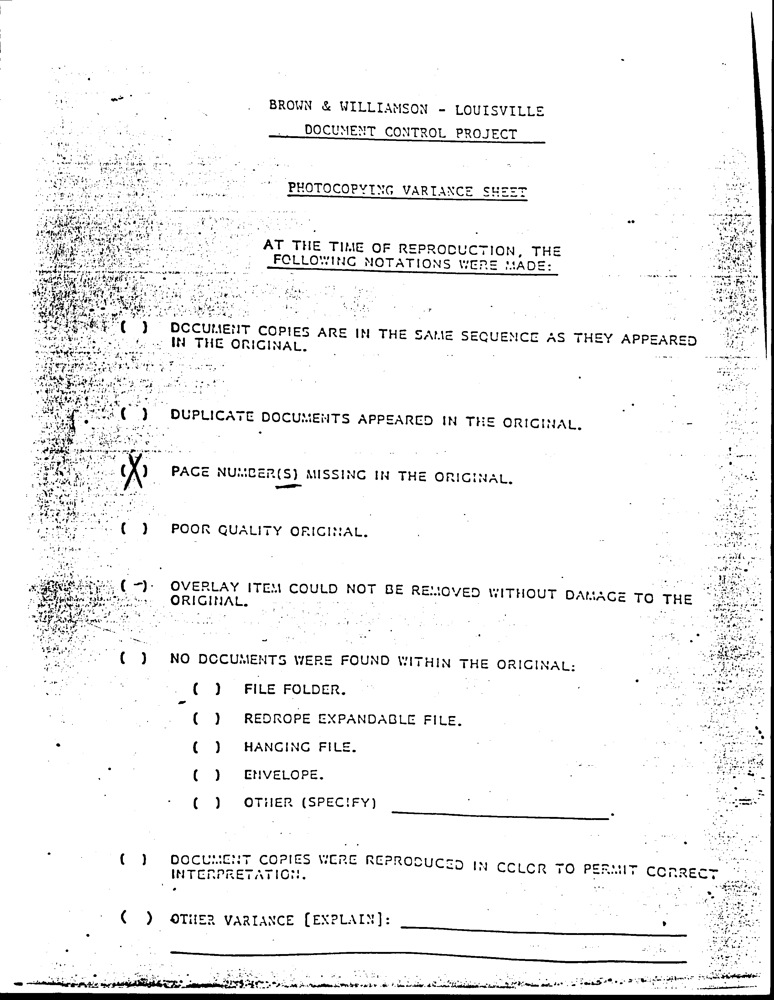 BROWN & WILLIAMSON - LOUISVILLE
DOCUMENT CONTROL PROJECT
PHOTOCOPYING VARIANCE SHEET
AT THE TIME OF REPRODUCTION, THE
FOLLOWING NOTATIONS WERE MADE:
( ) DOCUMENT COPIES ARE IN THE SAME SEQUENCE AS THEY APPEARED
IN THE ORIGINAL.
( ) DUPLICATE DOCUMENTS APPEARED IN THE ORIGINAL.
(X) PAGE NUMBER(S) MISSING IN THE ORIGINAL.
( ) POOR QUALITY ORIGINAL.
( ) OVERLAY ITEM COULD NOT BE REMOVED WITHOUT DAMAGE TO THE
ORIGINAL.
( ) NO DOCUMENTS WERE FOUND WITHIN THE ORIGINAL:
( ) FILE FOLDER.
( ) REDROPE EXPANDABLE FILE.
( ) HANGING FILE.
( ) ENVELOPE.
( ) OTHER (SPECIFY)
( ) DOCUMENT COPIES WERE REPRODUCED IN COLOR TO PERMIT CORRECT
INTERPRETATION.
( ) OTHER VARIANCE [EXPLAIN]: